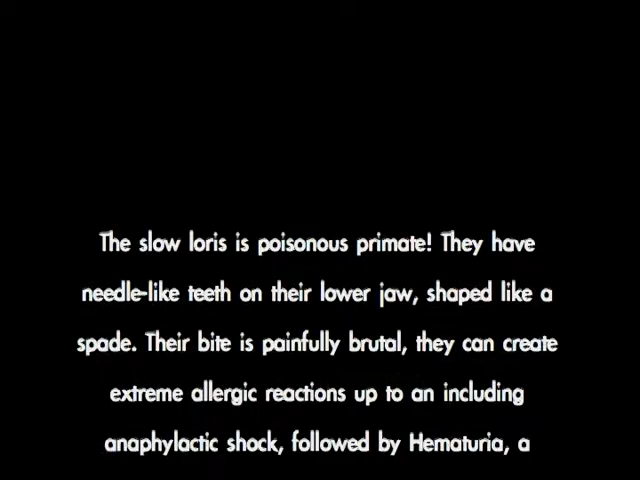 The slow loris is poisonous primate! They have
needle-like teeth on their lower jaw, shaped like a
spade. Their bite is painfully brutal, they can create
extreme allergic reactions up to an including
anaphylactic shock, followed by Hematuria, a